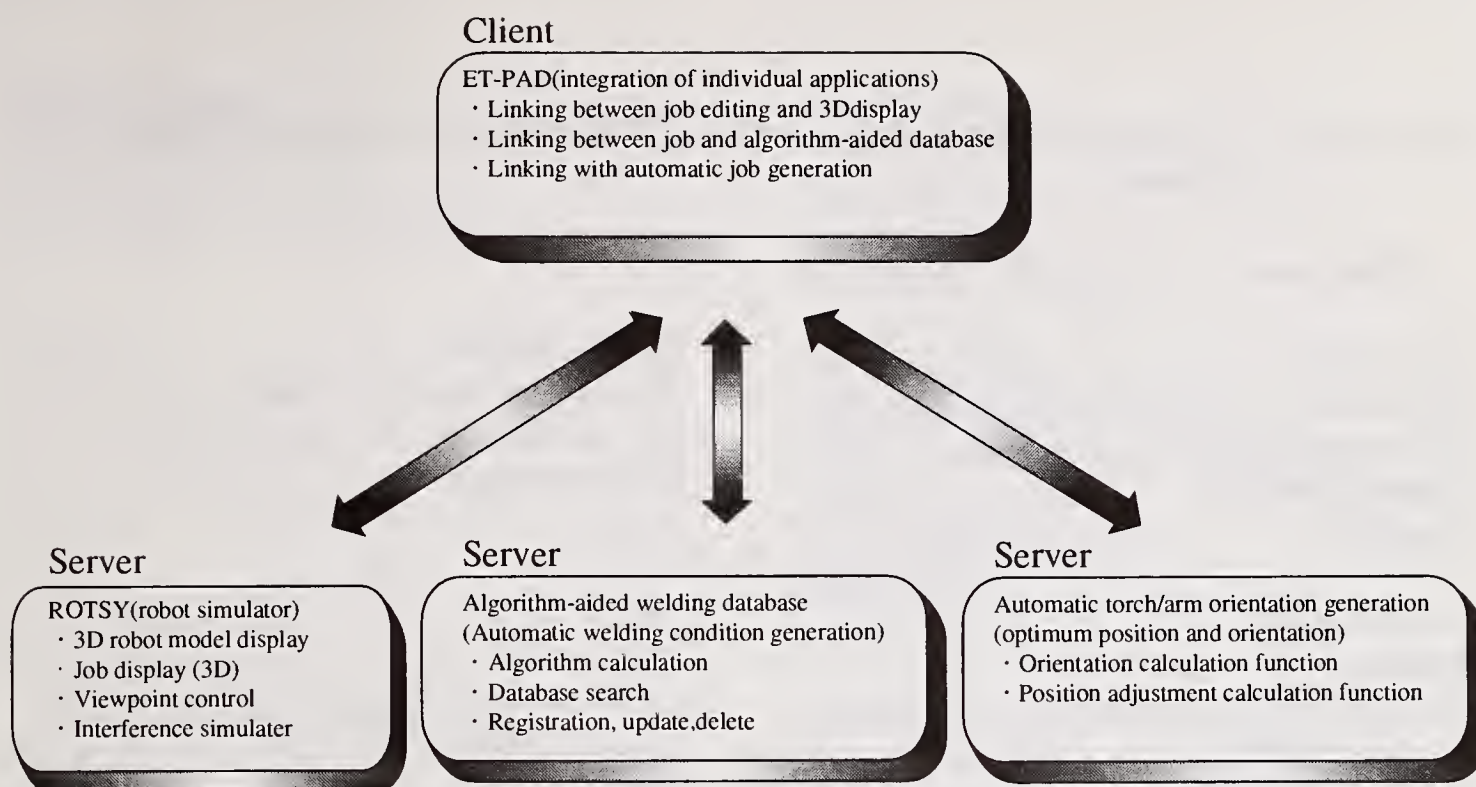 Client
ET-PAD(integration of individual applications)
· Linking between job editing and 3Ddisplay
· Linking between job and algorithm-aided database
· Linking with automatic job generation
Server
ROTSY(robot simulator)
· 3D robot model display
· Job display (3D)
· Viewpoint control
· Interference simulater
Server
Algorithm-aided welding database
(Automatic welding condition generation)
· Algorithm calculation
· Database search
· Registration, update,delete
Server
Automatic torch/arm orientation generation
(optimum position and orientation)
· Orientation calculation function
· Position adjustment calculation function